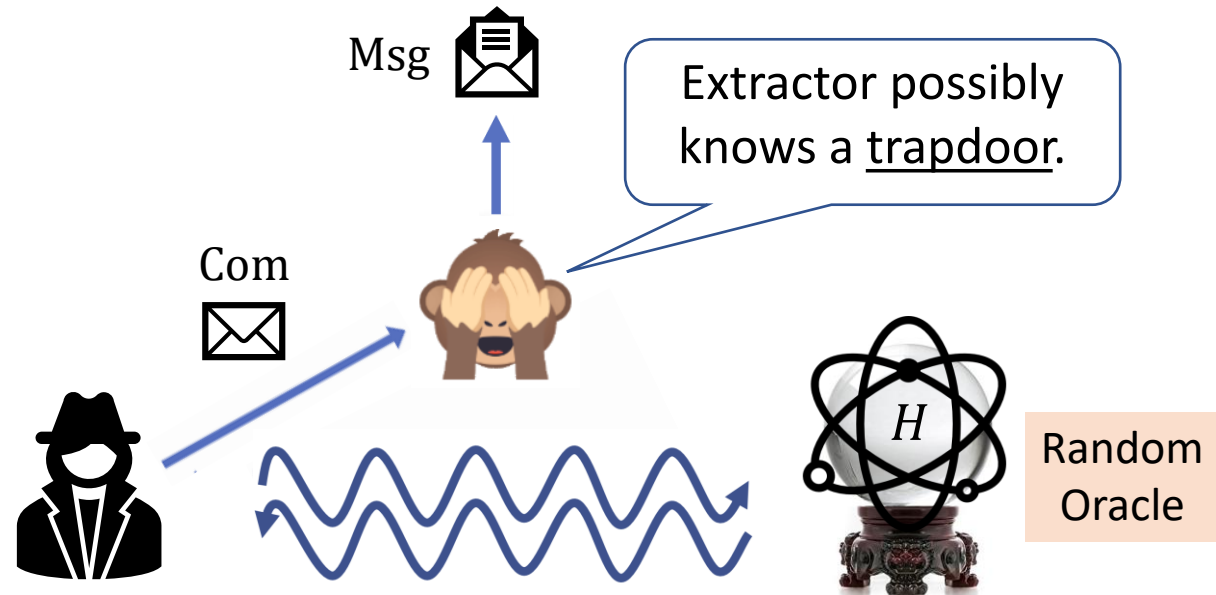 Msg
Extractor possibly
knows a trapdoor.
Com
H
Random
Oracle